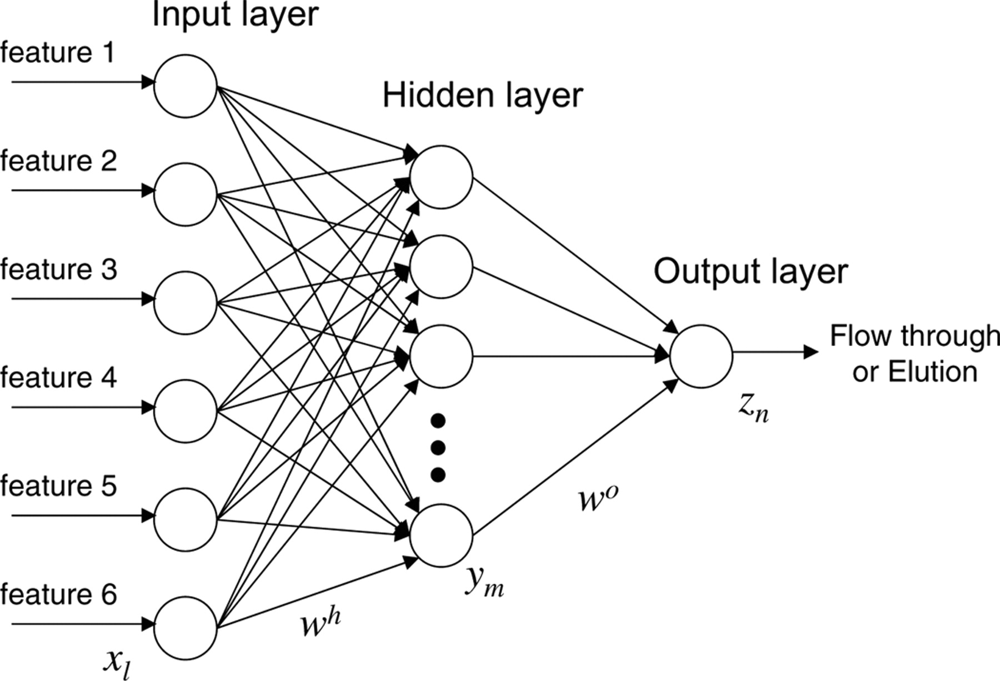 Input layer
feature 1
Hidden layer
feature 2
feature 3
Output layer
Flow through
or Elution
feature 4
z_n
feature 5
w^o
y_m
feature 6
w^h
x_l